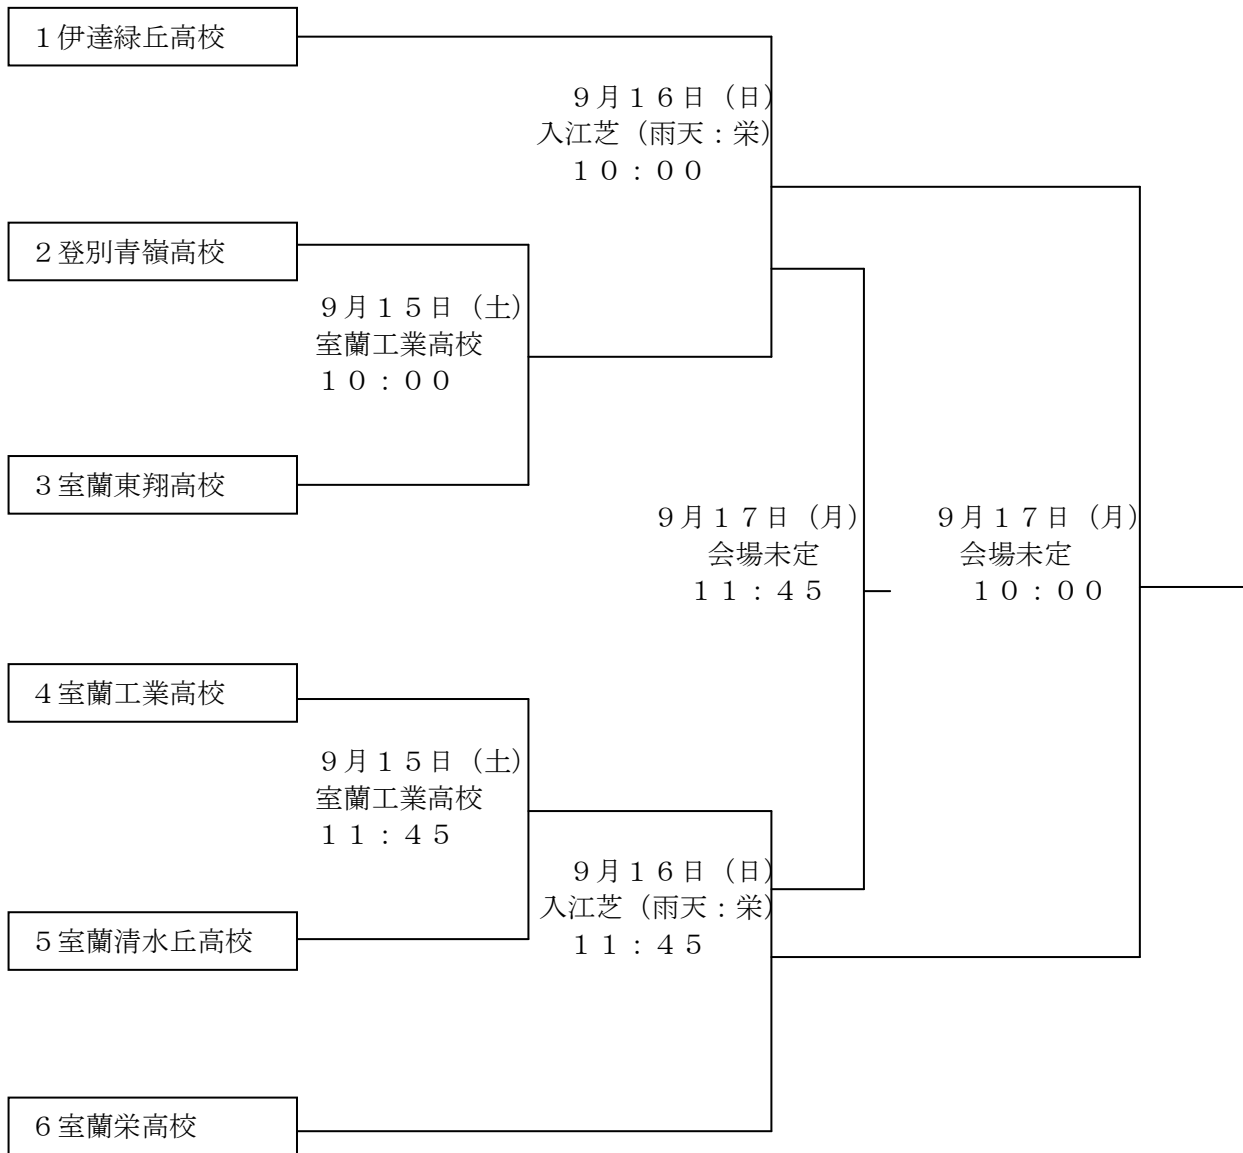 １伊達緑丘高校
９月１６日（日）
入江芝（雨天：栄）
１０：００
２登別青嶺高校
９月１５日（土）
室蘭工業高校
１０：００
３室蘭東翔高校
９月１７日（月）
会場未定
１１：４５
９月１７日（月）
会場未定
１０：００
４室蘭工業高校
９月１５日（土）
室蘭工業高校
１１：４５
９月１６日（日）
入江芝（雨天：栄）
１１：４５
５室蘭清水丘高校
６室蘭栄高校